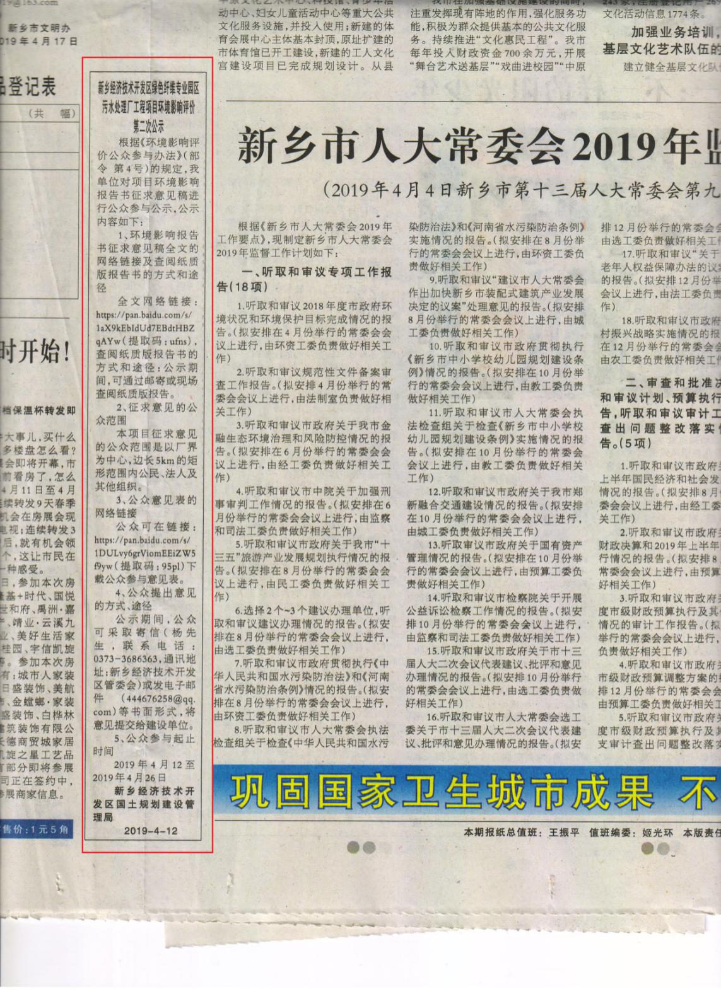 新乡市文明办
019年4月17日
品登记表
(共 幅)
时开始！
档保温杯转发即
大事儿，买什么
多楼盘怎么看？
会即将开幕，市
前看房了，怎么
4月11日至4月
连续转发9天春季
机会在房展会现
电视；连续转发3
后，就有机会领
个，这让市民在
一种感受。
日，参加本次房
基+时代、国悦
世和府、禹洲·嘉
、靖业·云溪九
业、美好生活家
桂园、宇信凯旋
等。参加本次房
有：城市人家装
日盛装饰、美航
、金螳螂·家装
盛装饰、白桦林
建筑装饰有限公
长德商贸城家居
凯旋之星工艺品
有部分即将参展
司正在签约中，
参展商家信息。
售价：1元5角
新乡经济技术开发区绿色纤维专业园区
污水处理厂工程项目环境影响评价
第二次公示
根据《环境影响评
价公众参与办法》（部
令 第4号)的规定，我
单位对项目环境影响
报告书征求意见稿进
行公众参与公示，公示
内容如下：
1、环境影响报告
书征求意见稿全文的
网络链接及查阅纸质
版报告书的方式和途
径
全文网络链接：
https://pan.baidu.com/s/
1aX9kEbIdUd7EBdtHBZ
qAYw(提取码：ufns)，
查阅纸质版报告书的
方式和途径：公示期
间，可通过邮寄或现场
查阅纸质版报告。
2、征求意见的公
众范围
本项目征求意见
的公众范围是以厂界
为中心，边长5km的矩
形范围内公民、法人及
其他组织。
3、公众意见表的
网络链接
公众可在链接：
https://pan.baidu.com/s/
1DULvy6grViomEEiZW5
f9yw(提取码：95pl)下
载公众参与意见表。
4、公众提出意见
的方式、途径
公示期间，公众
可采取寄信(杨先
生，联系电话：
0373-3686363，通讯地
址：新乡经济技术开发
区管委会)或发电子邮
件 (444676258@qq.
com)等书面形式，将
意见提交给建设单位。
5、公众参与起止
时间
2019年4月12至
2019年4月26日
新乡经济技术开
发区国土规划建设管
理局
2019-4-12
动中心、妇女儿童活动中心等重大公共
文化服务设施，并投入使用；新建的体
育会展中心主体基本封顶，原址扩建的
市体育馆已开工建设，新建的工人文化
宫建设项目已完成规划设计。从县
我市在加强基础设施建设的同时，
注重发挥现有阵地的作用，强化服务功
能，积极为群众提供基本的公共文化服
务。持续推进“文化惠民工程”。我市
每年投入财政资金700余万元，开展
“舞台艺术送基层”“戏曲进校园”“中原
文化活动信息1774条。
加强业务培训，
基层文化艺术队伍的
建立健全基层文化队
新乡市人大常委会2019年监
（2019年4月4日新乡市第十三届人大常委会第九
根据《新乡市人大常委会2019年
工作要点》，现制定新乡市人大常委会
2019年监督工作计划如下：
一、听取和审议专项工作报
告(18项)
1.听取和审议2018年度市政府环
境状况和环境保护目标完成情况的报
告。（拟安排在4月份举行的常委会会
议上进行，由环资工委负责做好相关工
作）
2.听取和审议规范性文件备案审
查工作报告。（拟安排4月份举行的常
委会会议上进行，由法制室负责做好相
关工作）
3.听取和审议市政府关于我市金
融生态环境治理和风险防控情况的报
告。（拟安排在6月份举行的常委会会
议上进行，由经工委负责做好相关工
作）
4.听取和审议市中院关于加强刑
事审判工作情况的报告。（拟安排在6
月份举行的常委会会议上进行，由监察
和司法工委负责做好相关工作）
5.听取和审议市政府关于我市“十
三五”旅游产业发展规划执行情况的报
告。（拟安排在8月份举行的常委会会
议上进行，由民工委负责做好相关工
作）
6.选择2个~3个建议办理单位，听
取和审议建议办理情况的报告。（拟安
排在8月份举行的常委会会议上进行，
由选工委负责做好相关工作）
7.听取和审议市政府贯彻执行《中
华人民共和国水污染防治法》和《河南
省水污染防治条例》情况的报告。（拟安
排在8月份举行的常委会会议上进行，
由环资工委负责做好相关工作）
8.听取和审议市人大常委会执法
检查组关于检查《中华人民共和国水污
染防治法》和《河南省水污染防治条例》
实施情况的报告。（拟安排在8月份举
行的常委会会议上进行，由环资工委负
责做好相关工作）
9.听取和审议“建议市人大常委会
作出加快新乡市装配式建筑产业发展
决定的议案”处理意见的报告。（拟安排
8月份举行的常委会会议上进行，由城
工委负责做好相关工作）
10.听取和审议市政府贯彻执行
《新乡市中小学校幼儿园规划建设条
例》情况的报告。（拟安排在10月份举
行的常委会会议上进行，由教工委负责
做好相关工作）
11.听取和审议市人大常委会执
法检查组关于检查《新乡市中小学校
幼儿园规划建设条例》实施情况的报
告。（拟安排在10月份举行的常委会
会议上进行，由教工委负责做好相关
工作）
12.听取和审议市政府关于我市郑
新融合交通建设情况的报告。（拟安排
在10月份举行的常委会会议上进行，
由城工委负责做好相关工作）
13.听取审议市政府关于国有资产
管理情况的报告。（拟安排在10月份举
行的常委会会议上进行，由预算工委负
责做好相关工作）
14.听取和审议市检察院关于开展
公益诉讼检察工作情况的报告。（拟安
排10月份举行的常委会会议上进行，
由监察和司法工委负责做好相关工作）
15.听取和审议市政府关于市十三
届人大二次会议代表建议、批评和意见
办理情况的报告。（拟安排10月份举行
的常委会会议上进行，由选工委负责做
好相关工作）
16.听取和审议市人大常委会选工
委关于市十三届人大二次会议代表建
议、批评和意见办理情况的报告。（拟安
排12月份举行的常委会会
由选工委负责做好相关工作
17.听取和审议“关于
老年人权益保障办法的议案
的报告。（拟安排12月份举
会议上进行，由法工委负责
作）
18.听取和审议市政府
村振兴战略实施情况的报
在12月份举行的常委会会
由农工委负责做好相关工作
二、审查和批准决
和审议计划、预算执行
告，听取和审议审计工
查出问题整改落实情
告。(5项)
1.听取和审议市政府
上半年国民经济和社会发
情况的报告。（拟安排8月
委会会议上进行，由经工委
关工作）
2.听取和审议市政府
财政决算和2019年上半年
行情况的报告。（拟安排8
常委会会议上进行，由预算
好相关工作）
3.听取和审议市政府
度市级财政预算执行及其
情况的审计工作报告。（拟
举行的常委会会议上进行，
负责做好相关工作）
4.听取和审议市政府
市级财政预算调整方案的
排12月份举行的常委会会
由预算工委负责做好相关
5.听取和审议市政府
度市级财政预算执行及其
支审计查出问题整改落实
巩固国家卫生城市成果 不
本期报纸总值班：王振平 值班编委：姬光环 本版责任